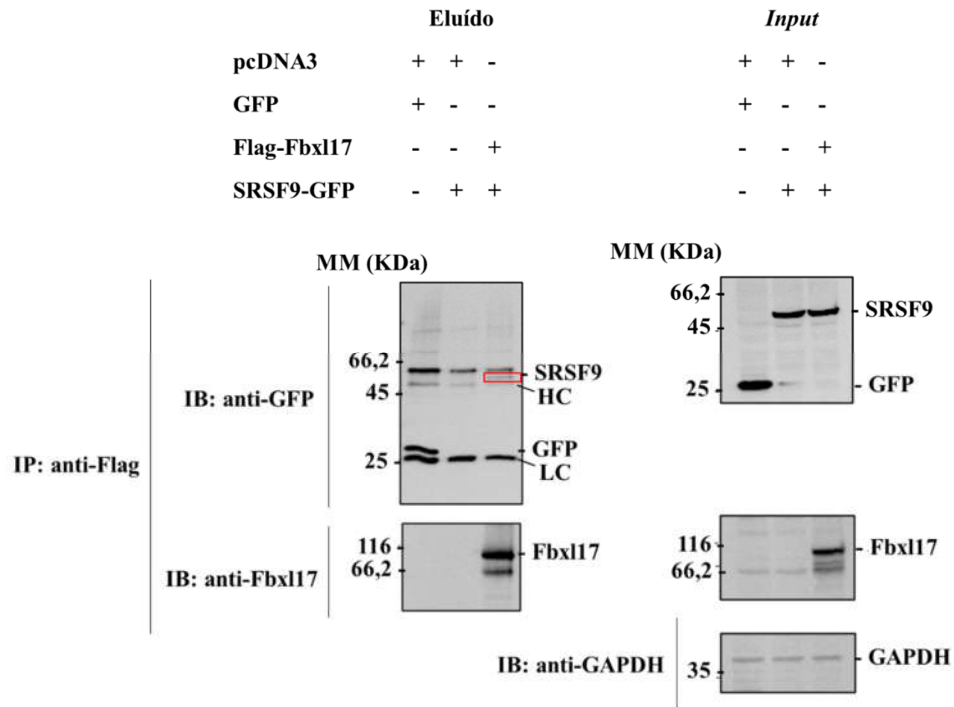 Eluído Input
pcDNA3 + + - + + -
GFP + - - + - -
Flag-Fbxl17 - - + - - +
SRSF9-GFP - + + - + +
MM (KDa) MM (KDa)
66,2 66,2
45 SRSF9 45 SRSF9
HC
IB: anti-GFP
25 GFP 25 GFP
LC
IP: anti-Flag
116 Fbxl17 116 Fbxl17
66,2 66,2
IB: anti-Fbxl17
IB: anti-GAPDH 35 GAPDH